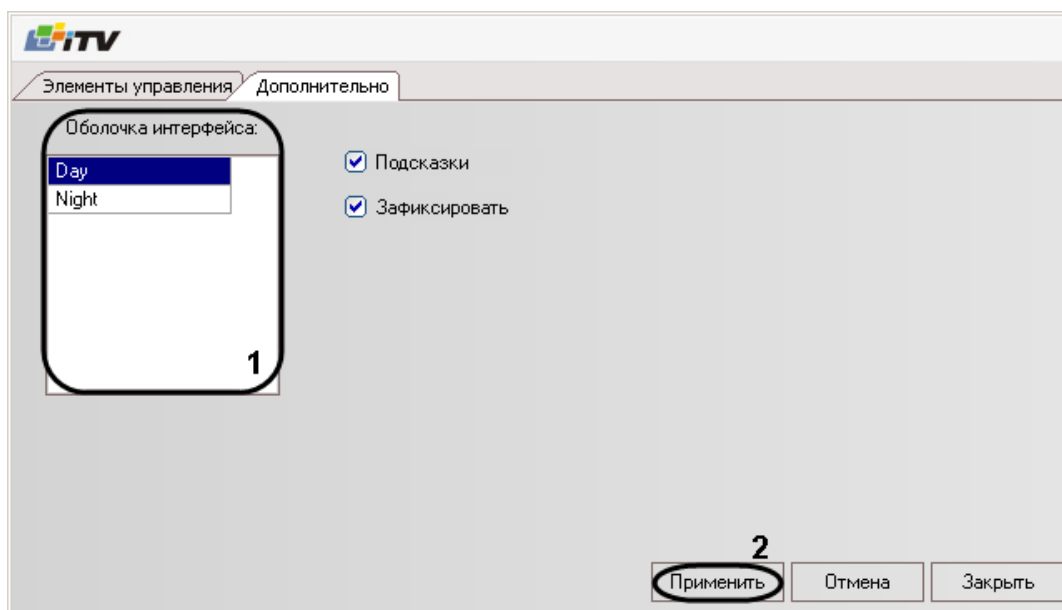 iTV
Элементы управления Дополнительно
Оболочка интерфейса:
Day
Night
1
Подсказки
Зафиксировать
2
Применить Отмена Закрыть